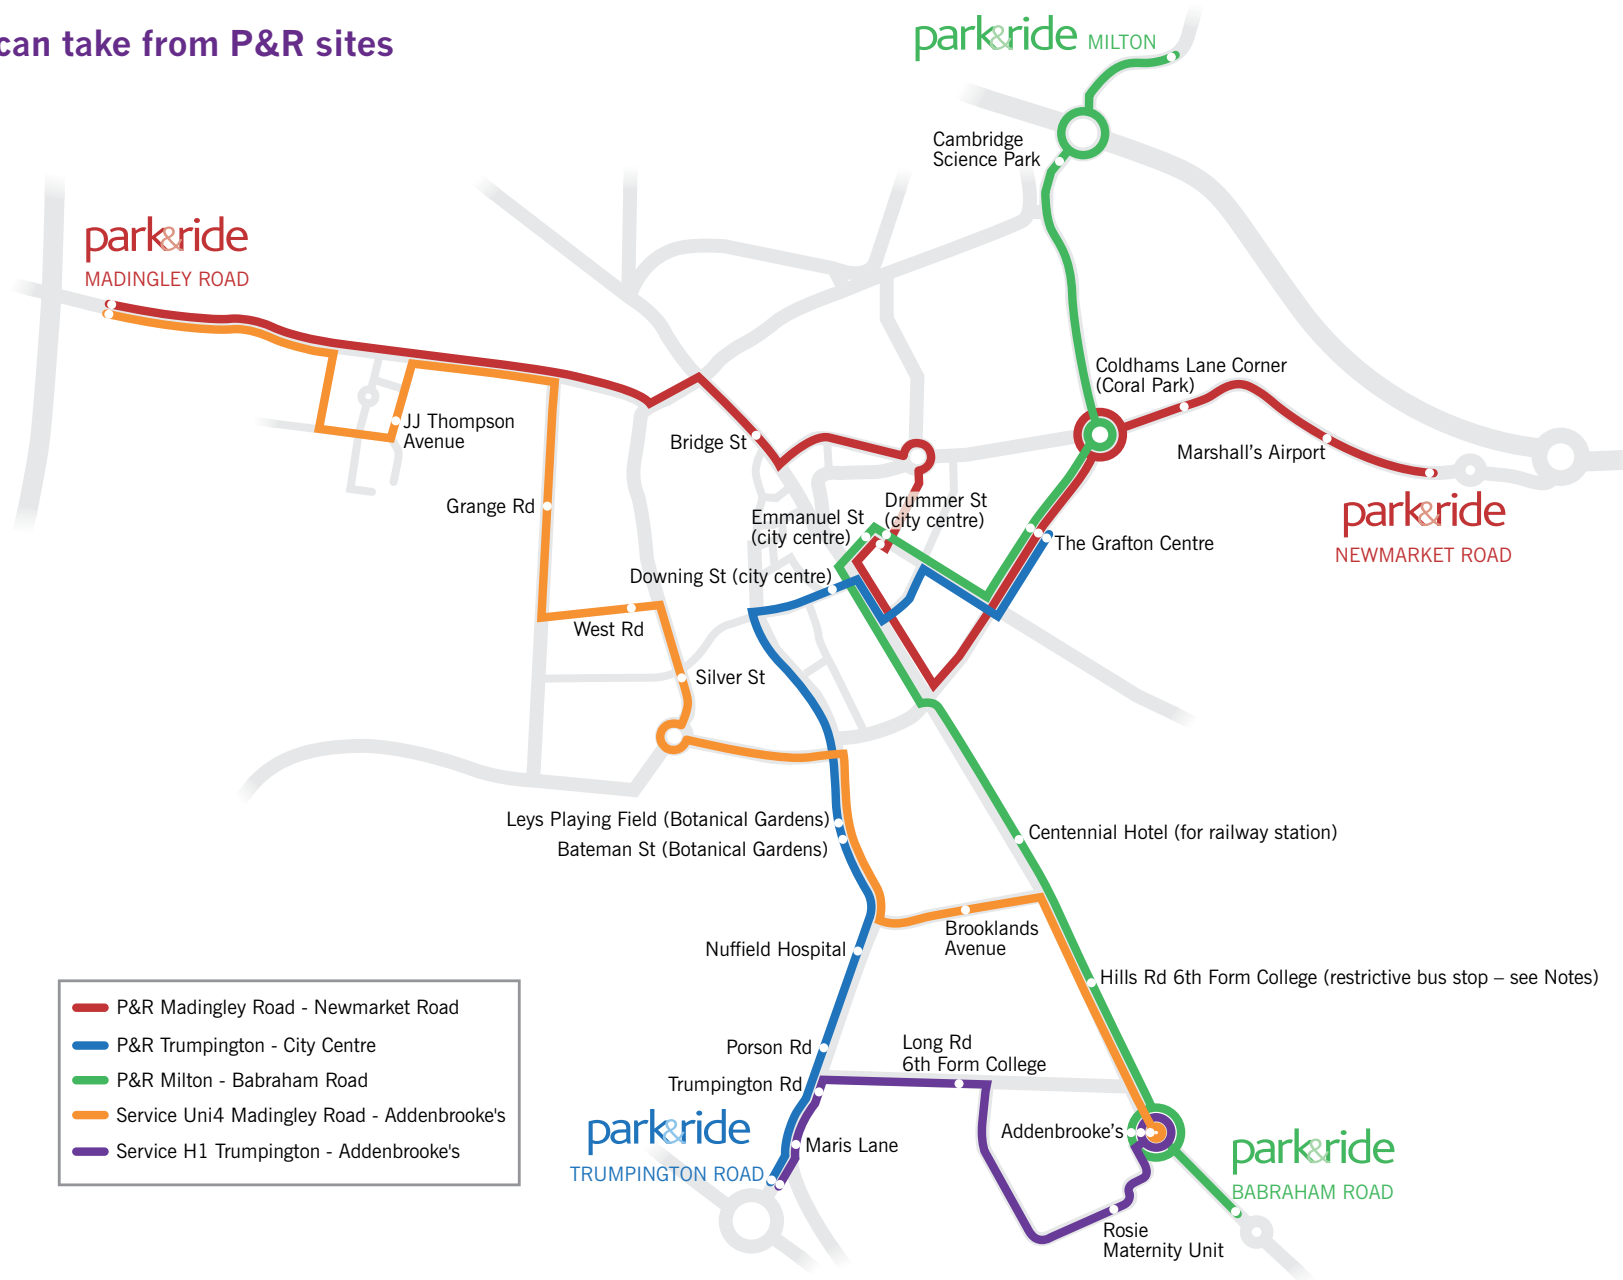 can take from P&R sites
park&ride MILTON
Cambridge
Science Park
park&ride
MADINGLEY ROAD
Coldhams Lane Corner
(Coral Park)
JJ Thompson
Avenue
Bridge St
Marshall's Airport
Grange Rd
Drummer St
(city centre)
Emmanuel St
(city centre)
park&ride
NEWMARKET ROAD
The Grafton Centre
Downing St (city centre)
West Rd
Silver St
Leys Playing Field (Botanical Gardens)
Bateman St (Botanical Gardens)
Centennial Hotel (for railway station)
Brooklands
Avenue
Nuffield Hospital
Hills Rd 6th Form College (restrictive bus stop – see Notes)
P&R Madingley Road - Newmarket Road
P&R Trumpington - City Centre
P&R Milton - Babraham Road
Service Uni4 Madingley Road - Addenbrooke's
Service H1 Trumpington - Addenbrooke's
Porson Rd
Long Rd
6th Form College
Trumpington Rd
park&ride
TRUMPINGTON ROAD
Maris Lane
Addenbrooke's
park&ride
BABRAHAM ROAD
Rosie
Maternity Unit